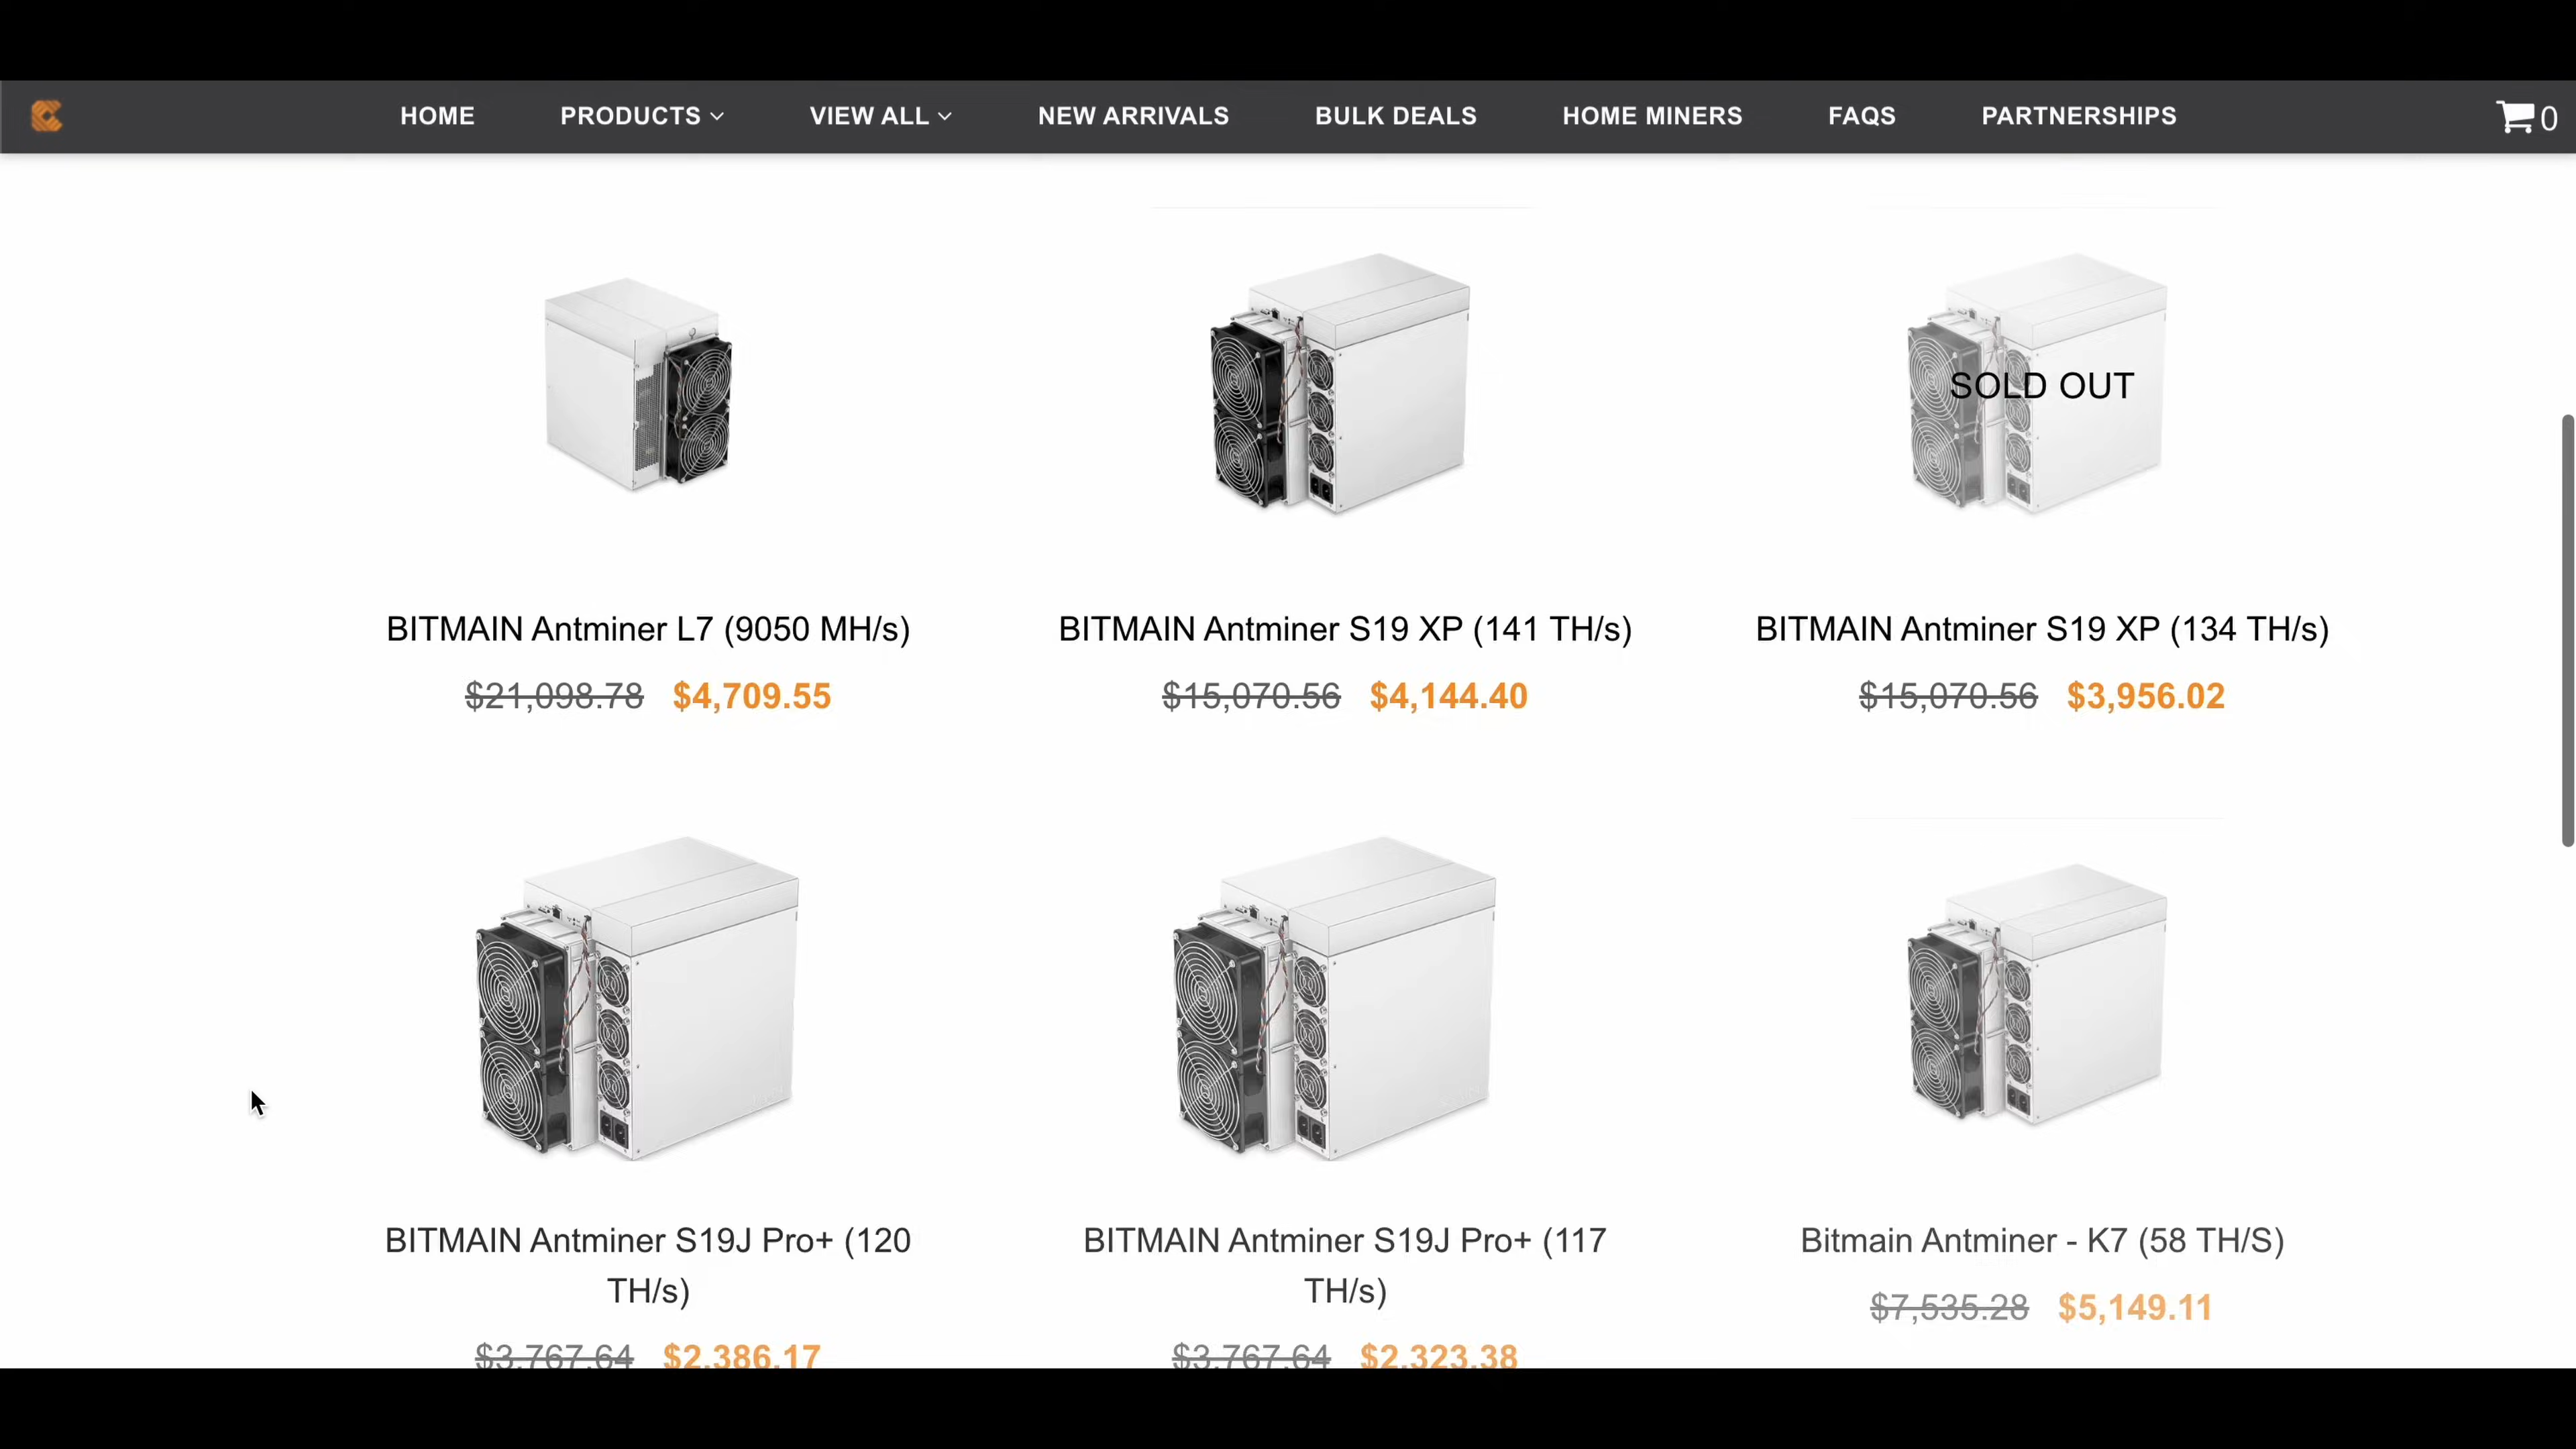 HOME PRODUCTS VIEW ALL NEW ARRIVALS BULK DEALS HOME MINERS FAQS PARTNERSHIPS 0
SOLD OUT
BITMAIN Antminer L7 (9050 MH/s)
$21,098.78 $4,709.55
BITMAIN Antminer S19 XP (141 TH/s)
$15,070.56 $4,144.40
BITMAIN Antminer S19 XP (134 TH/s)
$15,070.56 $3,956.02
BITMAIN Antminer S19J Pro+ (120
TH/s)
$3,767.64 $2,386.17
BITMAIN Antminer S19J Pro+ (117
TH/s)
$3,767.64 $2,323.38
Bitmain Antminer - K7 (58 TH/S)
$7,535.28 $5,149.11